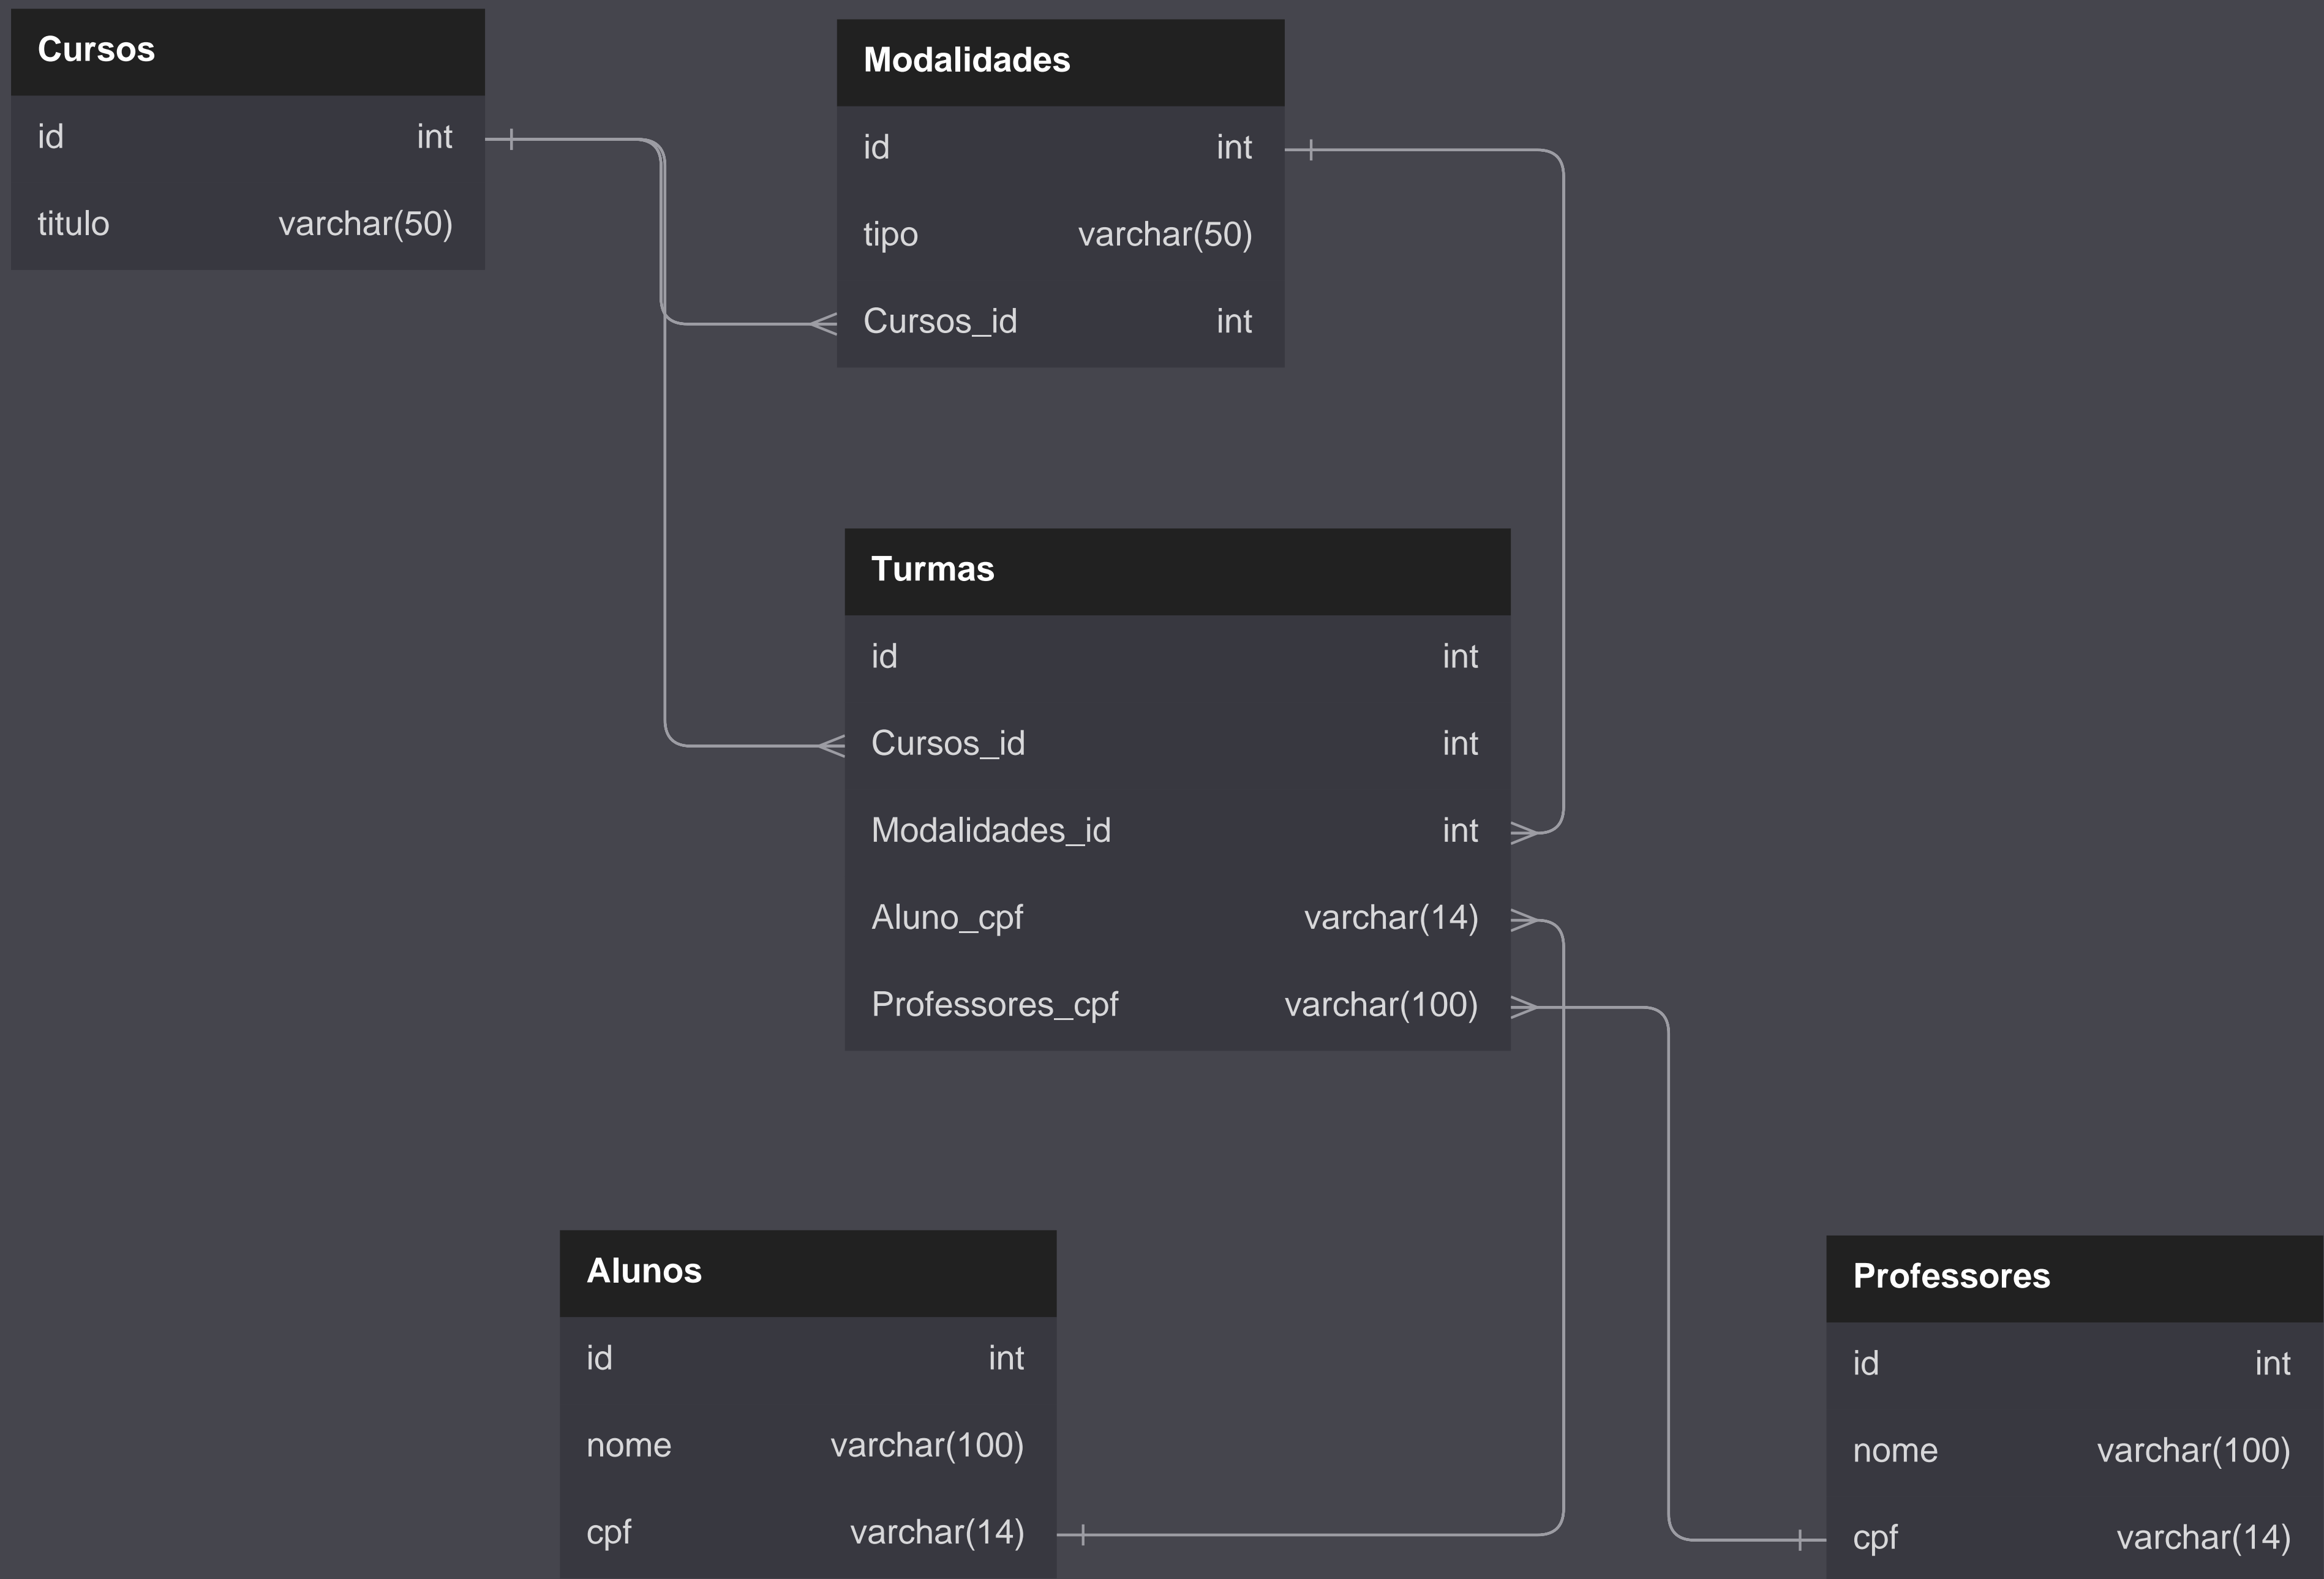 Cursos
id int
titulo varchar(50)
Modalidades
id int
tipo varchar(50)
Cursos_id int
Turmas
id int
Cursos_id int
Modalidades_id int
Aluno_cpf varchar(14)
Professores_cpf varchar(100)
Alunos
id int
nome varchar(100)
cpf varchar(14)
Professores
id int
nome varchar(100)
cpf varchar(14)